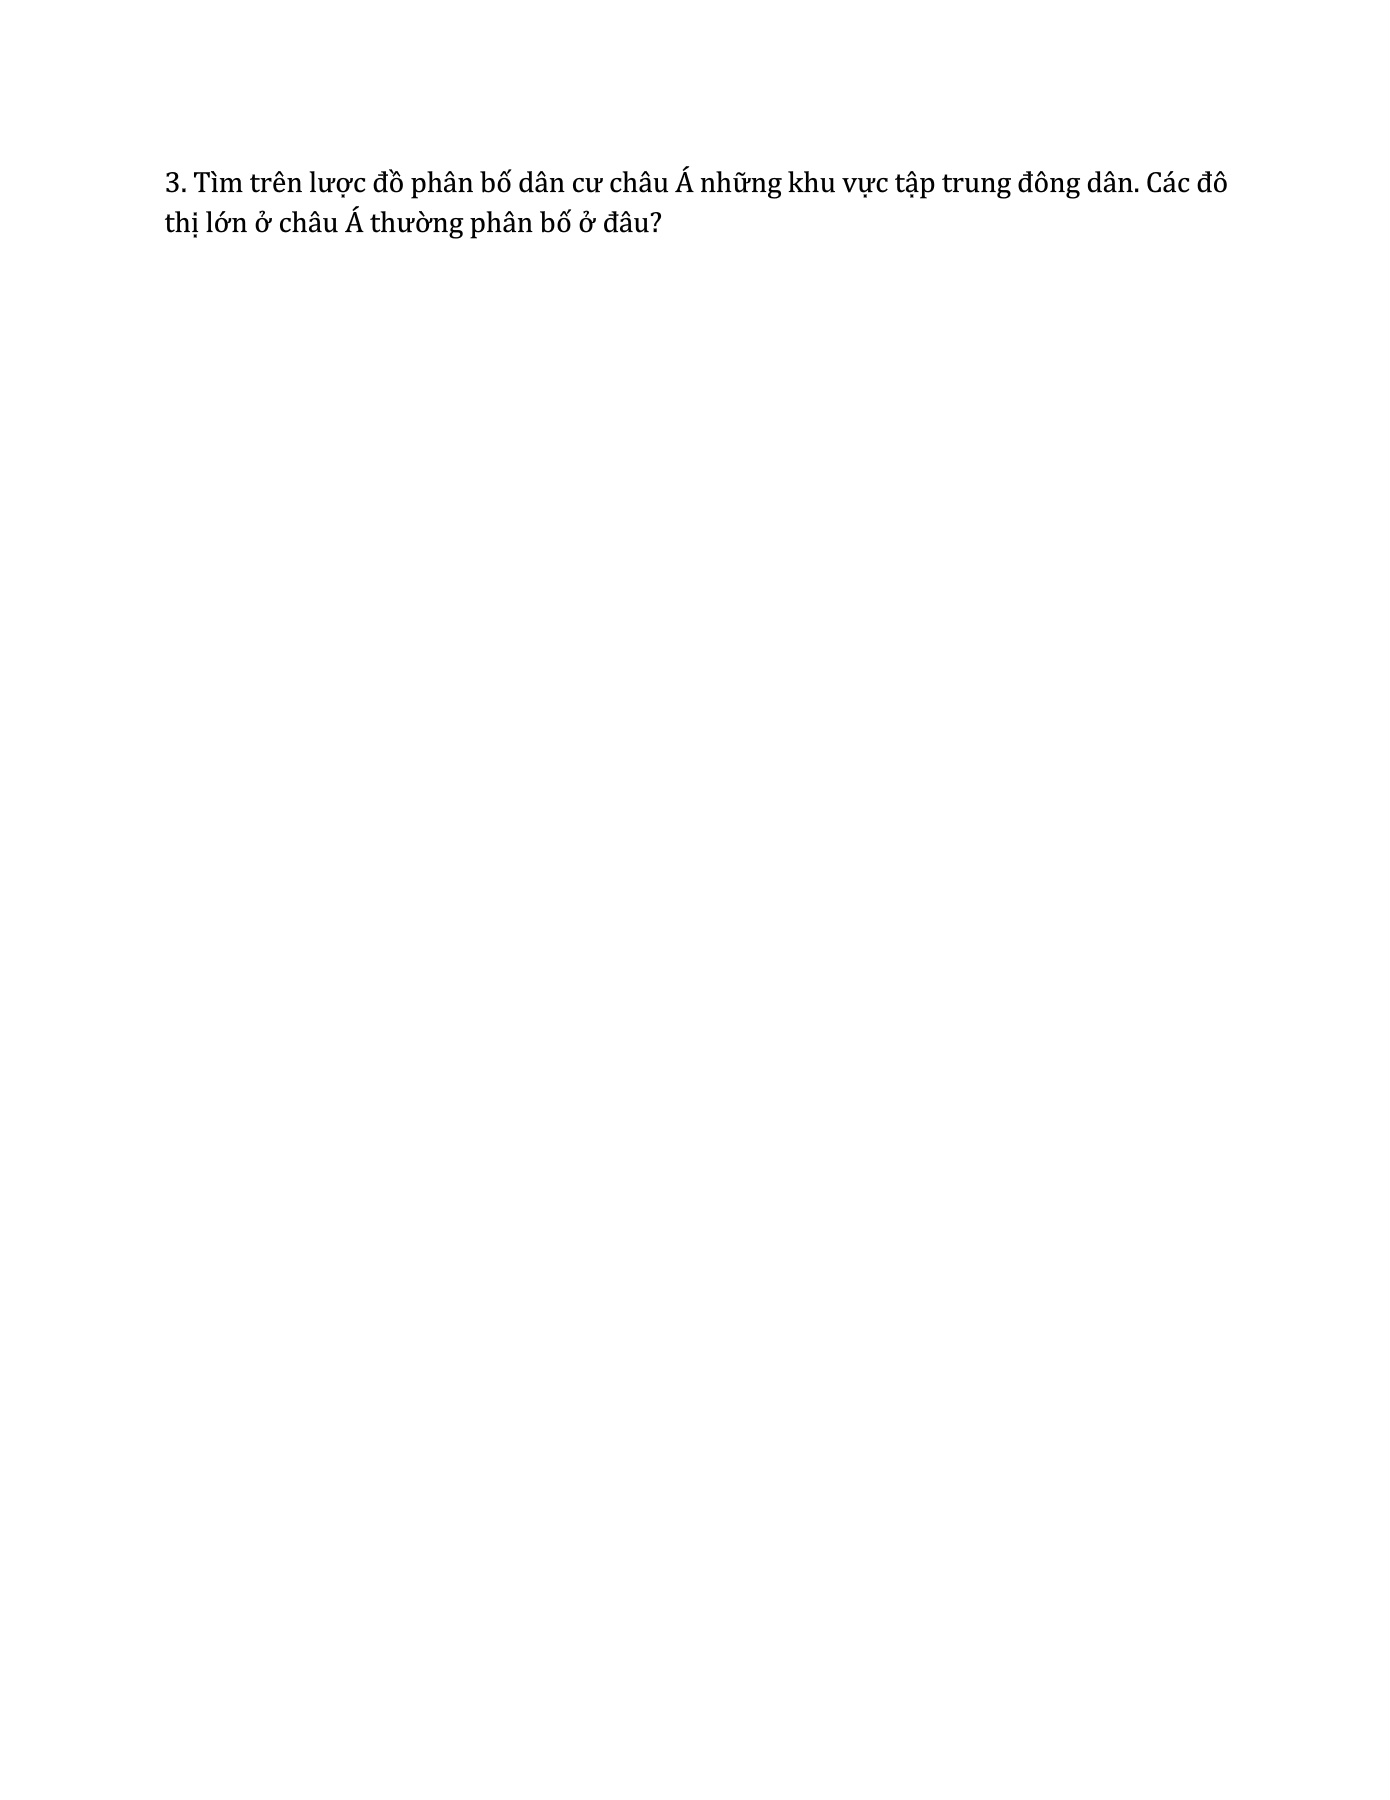 3. Tìm trên lược đồ phân bố dân cư châu Á những khu vực tập trung đông dân. Các đô
thị lớn ở châu Á thường phân bố ở đâu?